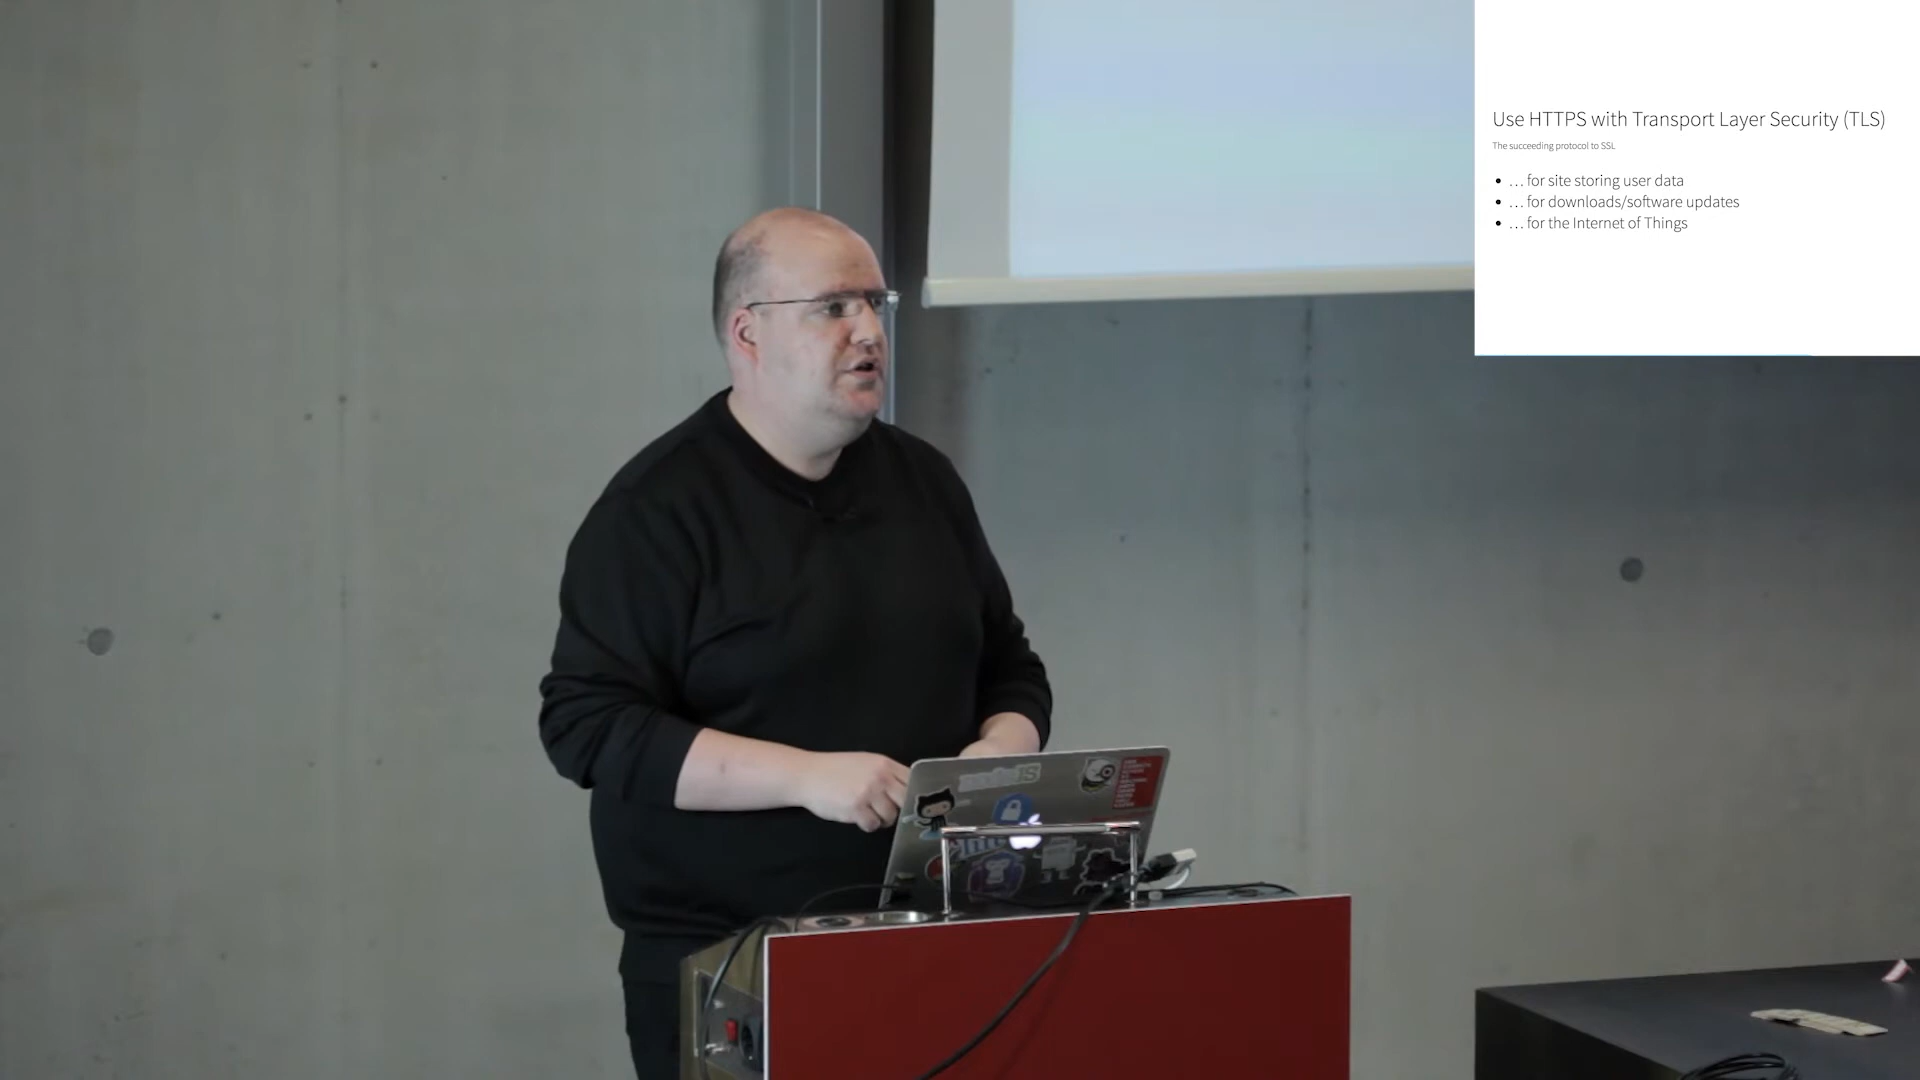 Use HTTPS with Transport Layer Security (TLS)
The succeeding protocol to SSL
• … for site storing user data
• … for downloads/software updates
• … for the Internet of Things